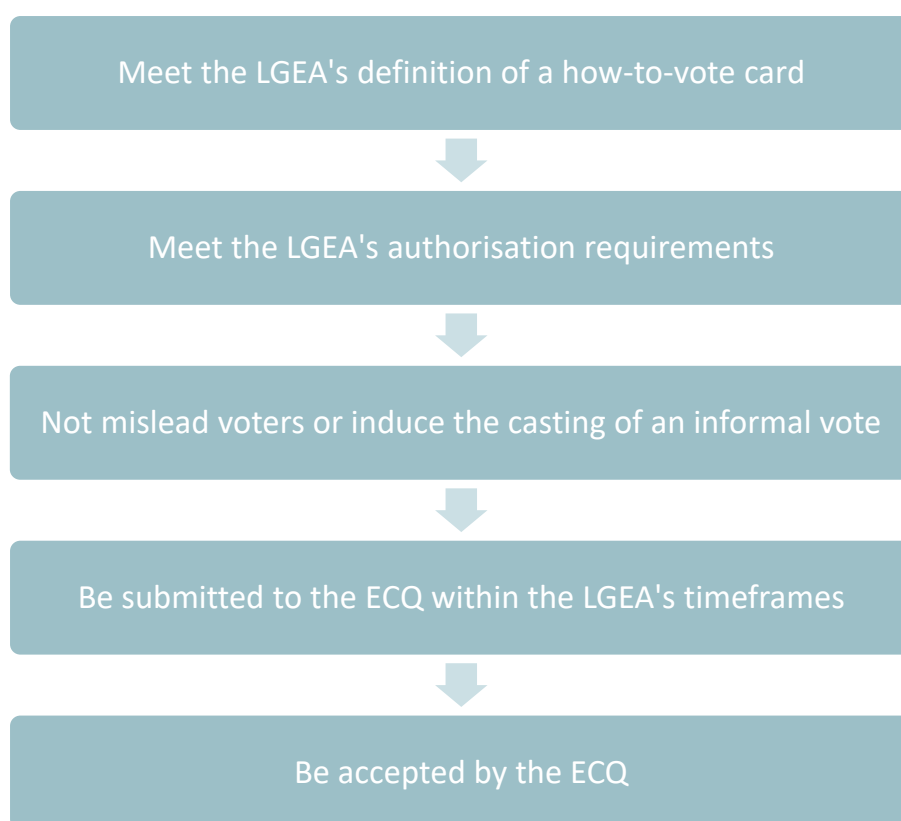 Meet the LGEA's definition of a how-to-vote card
Meet the LGEA's authorisation requirements
Not mislead voters or induce the casting of an informal vote
Be submitted to the ECQ within the LGEA's timeframes
Be accepted by the ECQ